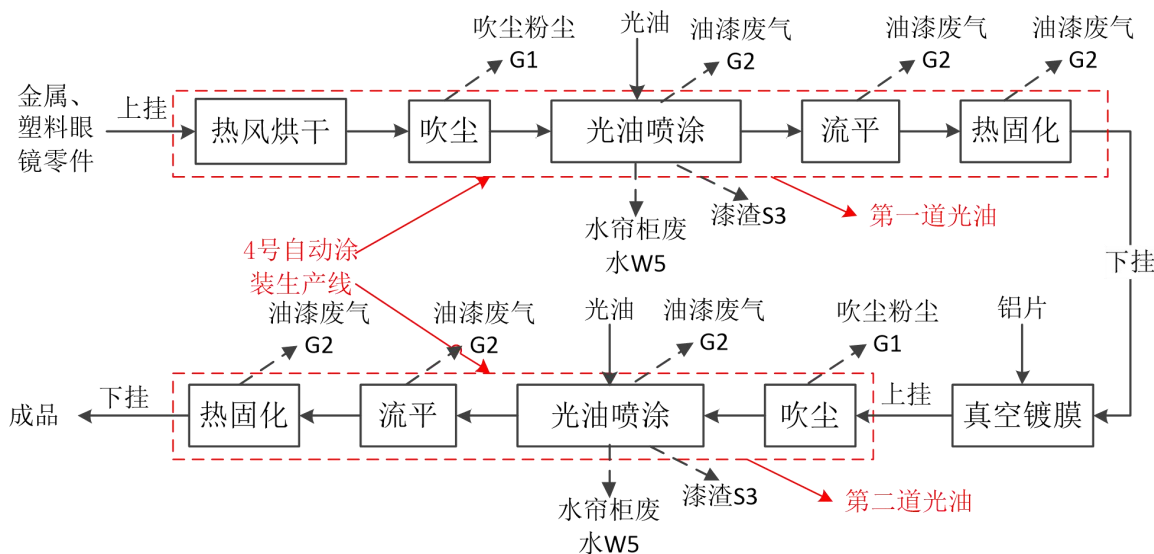 吹尘粉尘
G1
光油
油漆废气
G2
油漆废气
G2
油漆废气
G2
金属、
塑料眼
镜零件
上挂
热风烘干
吹尘
光油喷涂
流平
热固化
水帘柜废
水W5
漆渣S3
第一道光油
4号自动涂
装生产线
下挂
油漆废气
G2
油漆废气
G2
光油
油漆废气
G2
吹尘粉尘
G1
铝片
成品
下挂
热固化
流平
光油喷涂
吹尘
上挂
真空镀膜
水帘柜废
水W5
漆渣S3
第二道光油